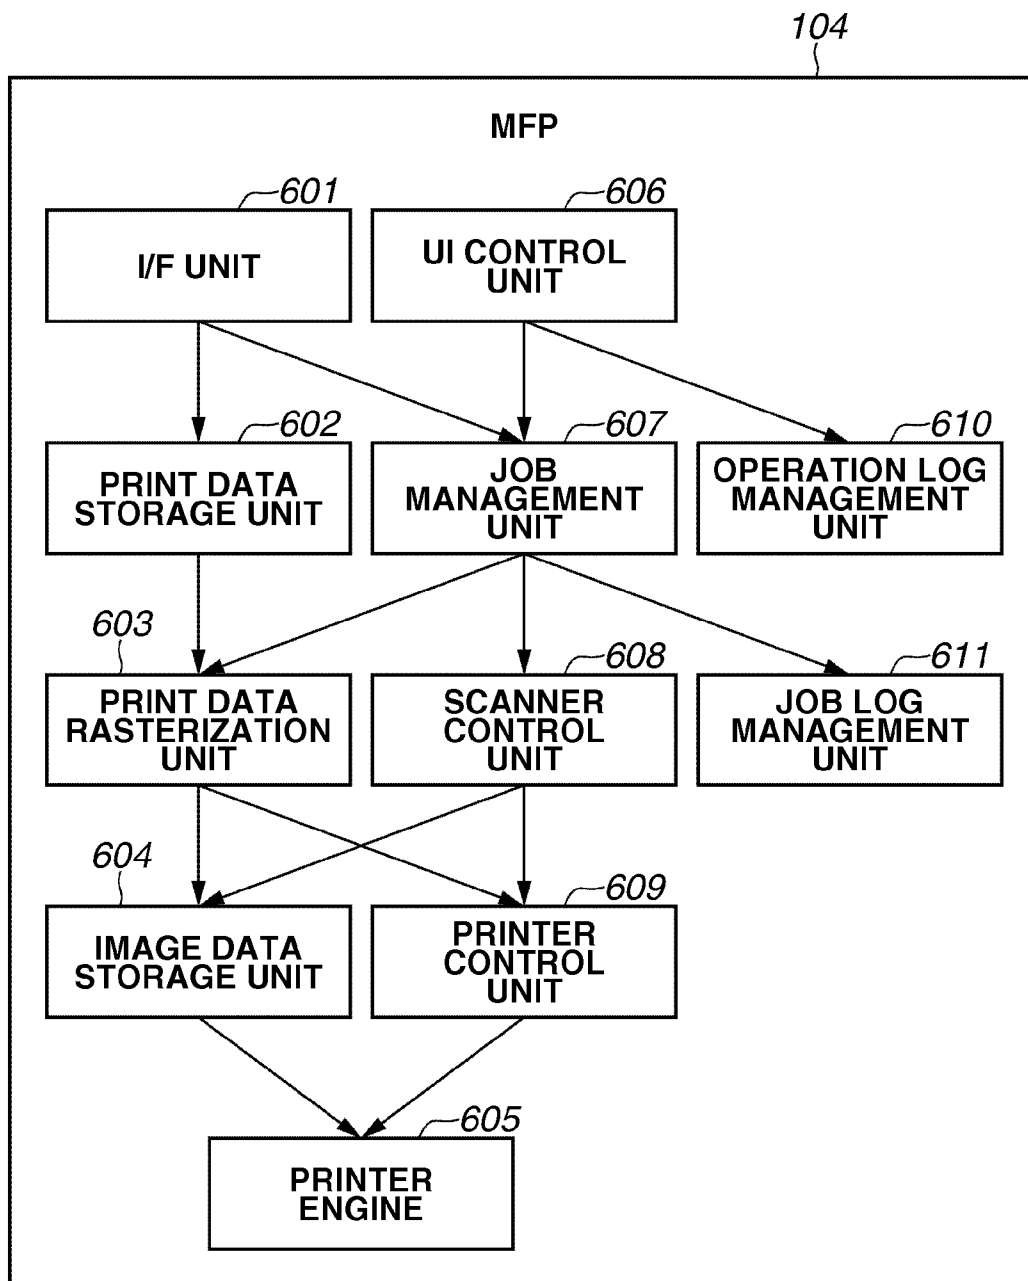 104
MFP
601
606
I/F UNIT
UI CONTROL
UNIT
602
607
610
PRINT DATA
STORAGE UNIT
JOB
MANAGEMENT
UNIT
OPERATION LOG
MANAGEMENT
UNIT
603
608
611
PRINT DATA
RASTERIZATION
UNIT
SCANNER
CONTROL
UNIT
JOB LOG
MANAGEMENT
UNIT
604
609
IMAGE DATA
STORAGE UNIT
PRINTER
CONTROL
UNIT
605
PRINTER
ENGINE